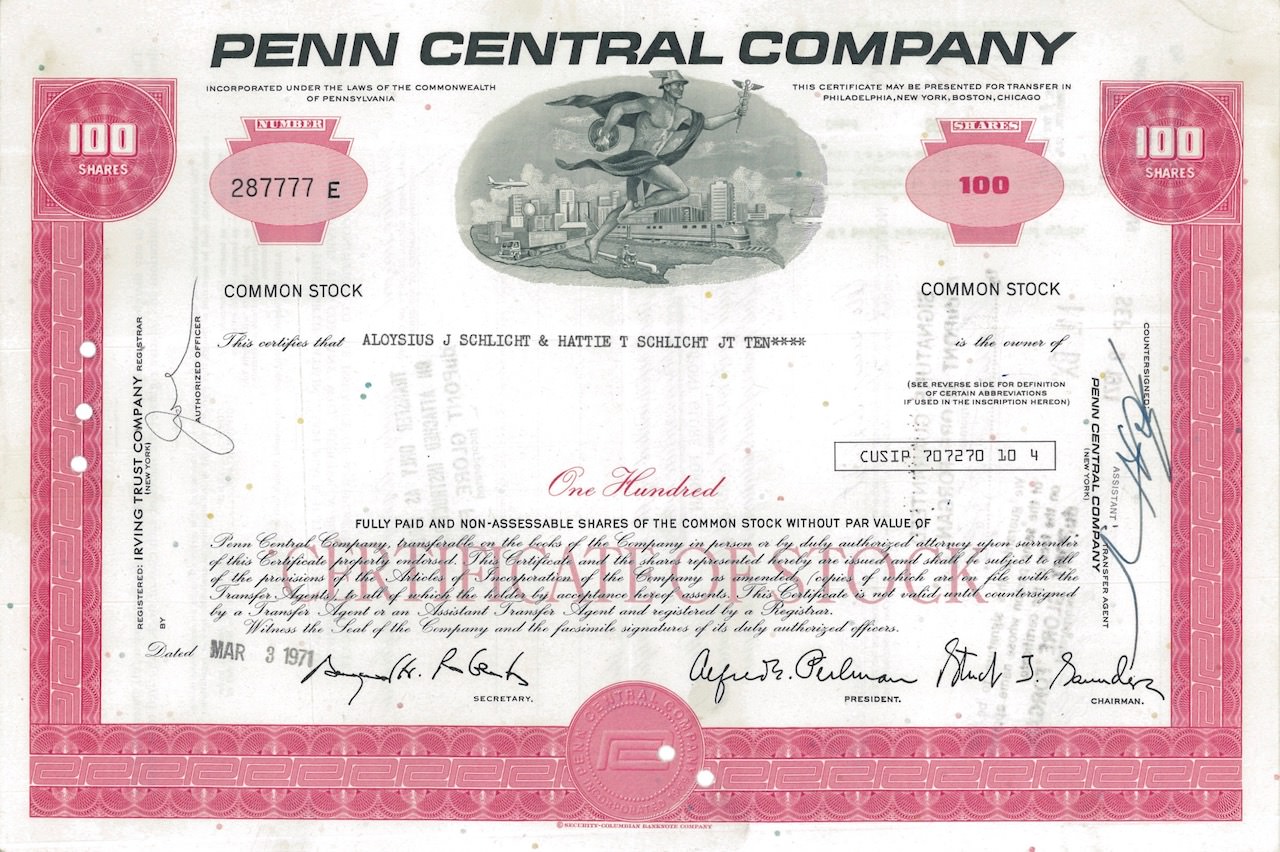 PENN CENTRAL COMPANY
INCORPORATED UNDER THE LAWS OF THE COMMONWEALTH
OF PENNSYLVANIA
THIS CERTIFICATE MAY BE PRESENTED FOR TRANSFER IN
PHILADELPHIA, NEW YORK, BOSTON, CHICAGO
100
SHARES
NUMBER
287777 E
SHARES
100
100
SHARES
COMMON STOCK
COMMON STOCK
This certifies that ALOYSIUS J SCHLICHT & HATTIE T SCHLICHT JT TEN**** is the owner of
(SEE REVERSE SIDE FOR DEFINITION
OF CERTAIN ABBREVIATIONS
IF USED IN THE INSCRIPTION HEREON)
CUSIP 707270 10 4
One Hundred
FULLY PAID AND NON-ASSESSABLE SHARES OF THE COMMON STOCK WITHOUT PAR VALUE OF
Penn Central Company, transferable on the books of the Company in person or by duly authorized attorney upon surrender
of this Certificate properly endorsed. This Certificate and the shares represented hereby are issued and shall be subject to all
of the provisions of the Articles of Incorporation of the Company as amended (copies of which are on file with the
Transfer Agent), to all of which the holder by acceptance hereof assents. This Certificate is not valid until countersigned
by a Transfer Agent or an Assistant Transfer Agent and registered by a Registrar.
Witness the Seal of the Company and the facsimile signatures of its duly authorized officers.
CERTIFICATE OF STOCK
Dated MAR 3 1971
SECRETARY.
Alfred E. Perlman
PRESIDENT.
Stuart T. Saunders
CHAIRMAN.
REGISTERED: IRVING TRUST COMPANY REGISTRAR
(NEW YORK)
BY
AUTHORIZED OFFICER
COUNTERSIGNED:
PENN CENTRAL COMPANY
(NEW YORK)
ASSISTANT
TRANSFER AGENT
PENN CENTRAL COMPANY
INCORPORATED
© SECURITY-COLUMBIAN BANKNOTE COMPANY